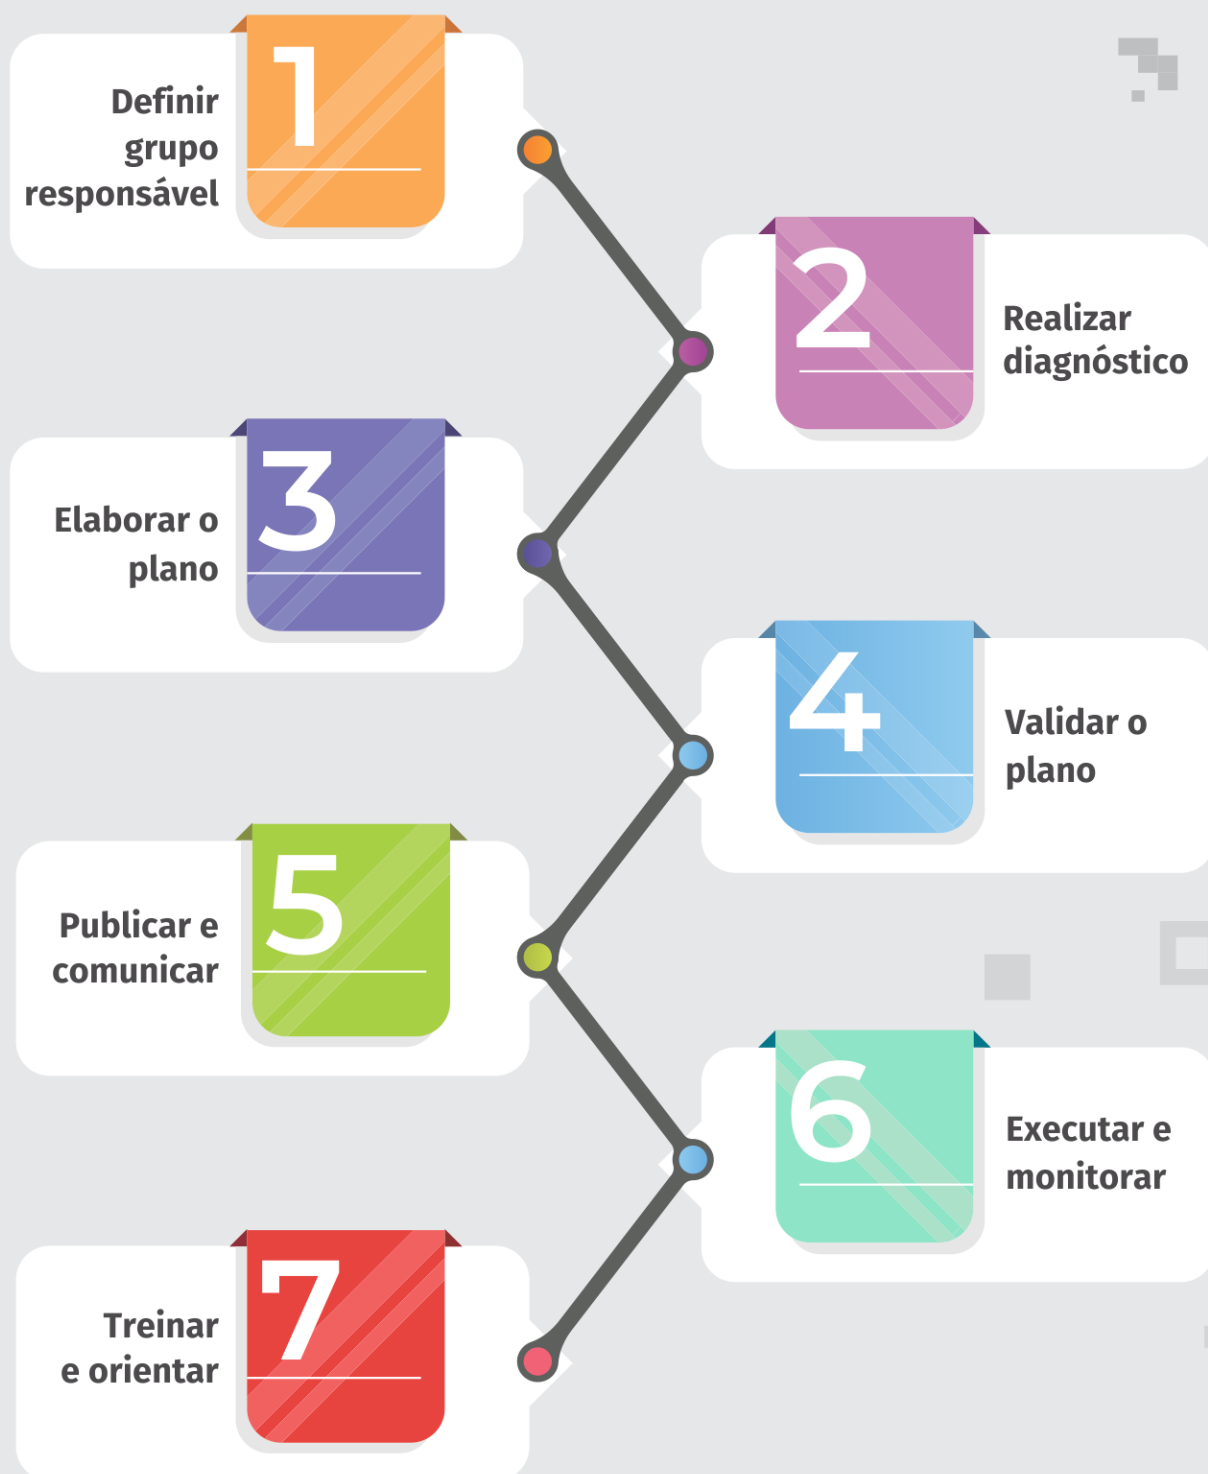 1
Definir
grupo
responsável
2
Realizar
diagnóstico
3
Elaborar o
plano
4
Validar o
plano
5
Publicar e
comunicar
6
Executar e
monitorar
7
Treinar
e orientar